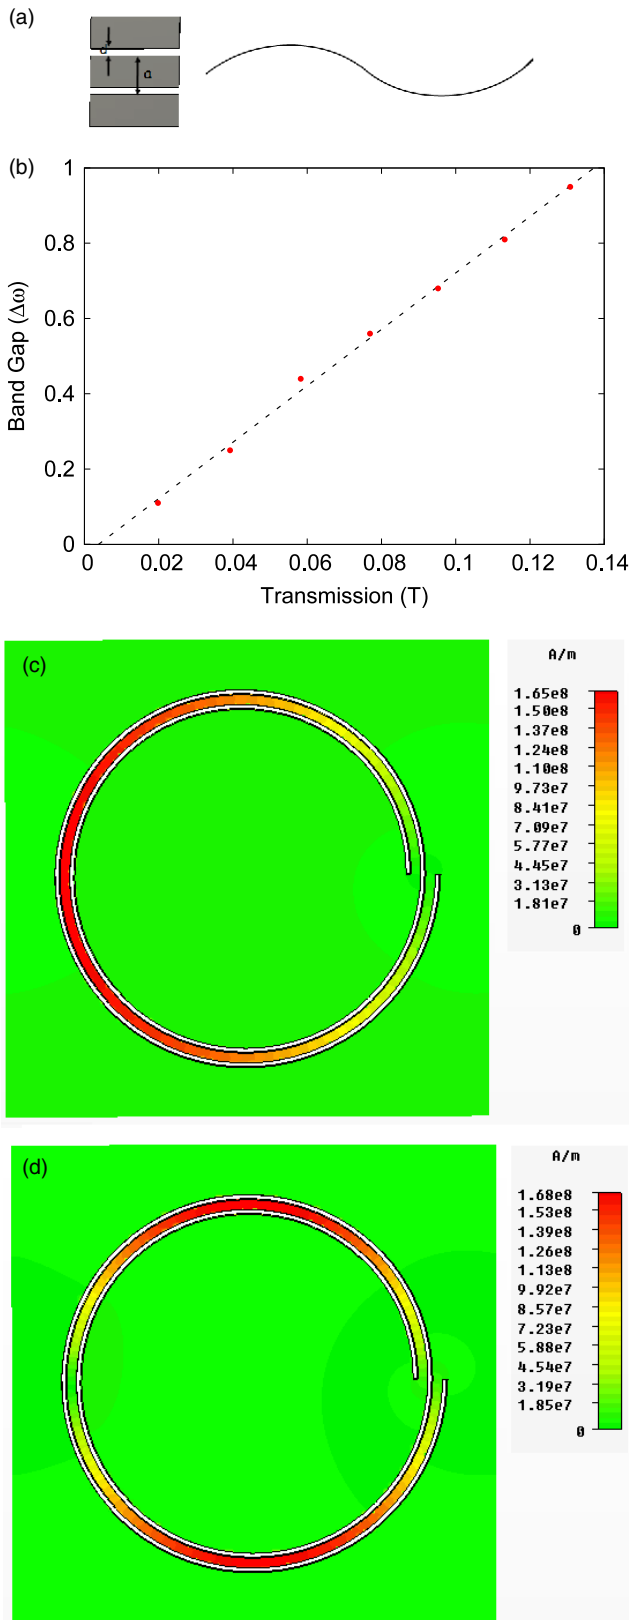 (a)
d
a
(b)
1
0.8
0.6
0.4
0.2
0
Band Gap (Δω)
0 0.02 0.04 0.06 0.08 0.1 0.12 0.14
Transmission (T)
(c)
A/m
1.65e8
1.50e8
1.37e8
1.24e8
1.10e8
9.73e7
8.41e7
7.09e7
5.77e7
4.45e7
3.13e7
1.81e7
0
(d)
A/m
1.68e8
1.53e8
1.39e8
1.26e8
1.13e8
9.92e7
8.57e7
7.23e7
5.88e7
4.54e7
3.19e7
1.85e7
0